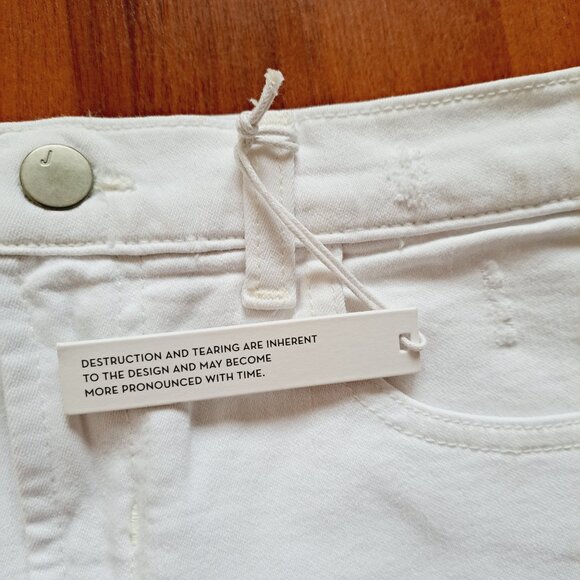 J
DESTRUCTION AND TEARING ARE INHERENT
TO THE DESIGN AND MAY BECOME
MORE PRONOUNCED WITH TIME.